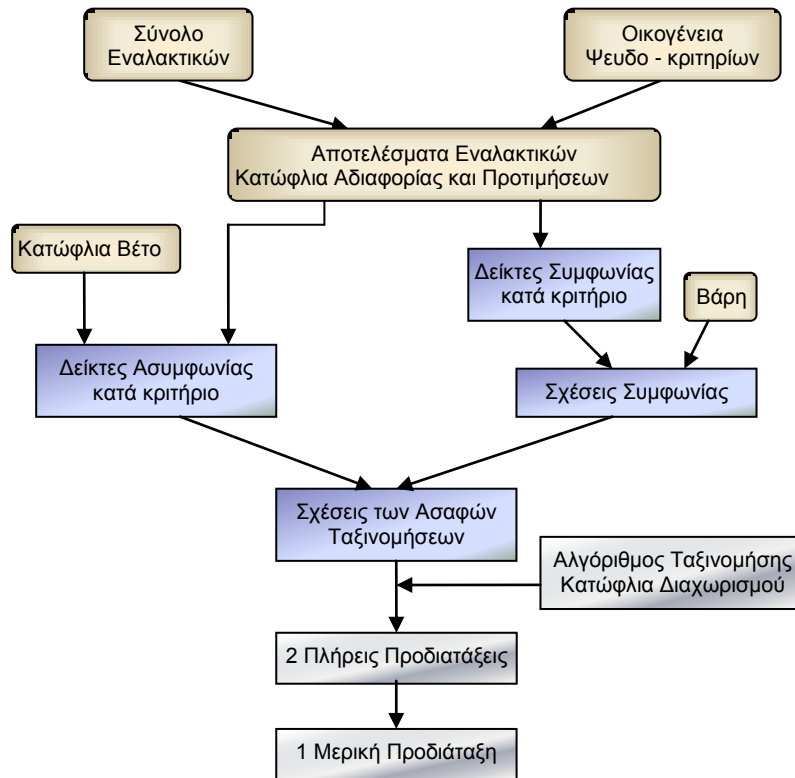 Σύνολο
Εναλακτικών
Οικογένεια
Ψευδο - κριτηρίων
Αποτελέσματα Εναλακτικών
Κατώφλια Αδιαφορίας και Προτιμήσεων
Κατώφλια Βέτο
Δείκτες Συμφωνίας
κατά κριτήριο
Βάρη
Δείκτες Ασυμφωνίας
κατά κριτήριο
Σχέσεις Συμφωνίας
Σχέσεις των Ασαφών
Ταξινομήσεων
Αλγόριθμος Ταξινομήσης
Κατώφλια Διαχωρισμού
2 Πλήρεις Προδιατάξεις
1 Μερική Προδιάταξη